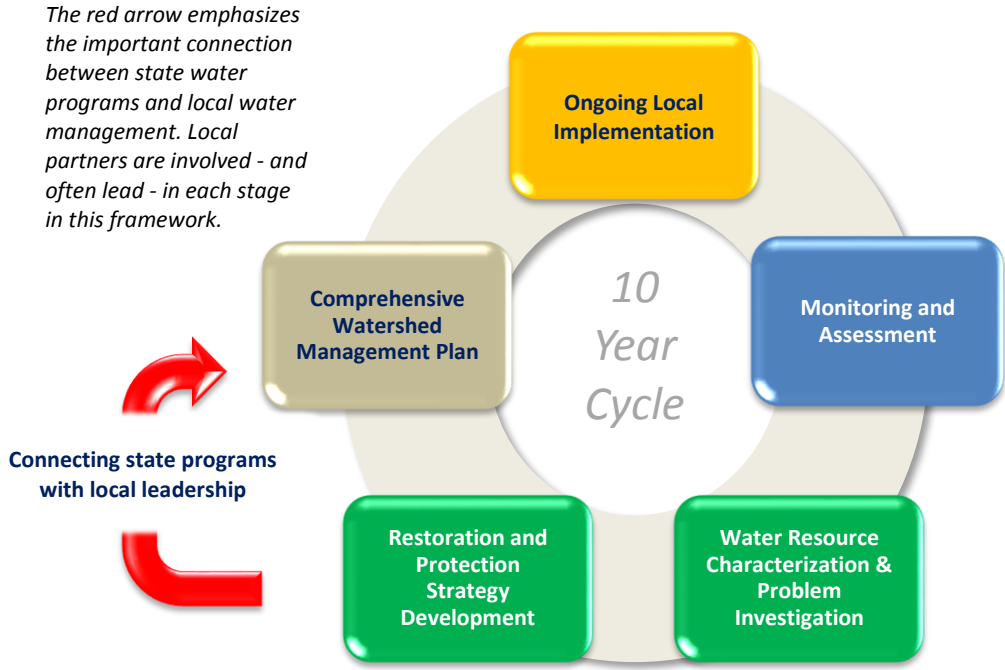 The red arrow emphasizes
the important connection
between state water
programs and local water
management. Local
partners are involved - and
often lead - in each stage
in this framework.
Ongoing Local
Implementation
Comprehensive
Watershed
Management Plan
10
Year
Cycle
Monitoring and
Assessment
Connecting state programs
with local leadership
Restoration and
Protection
Strategy
Development
Water Resource
Characterization &
Problem
Investigation